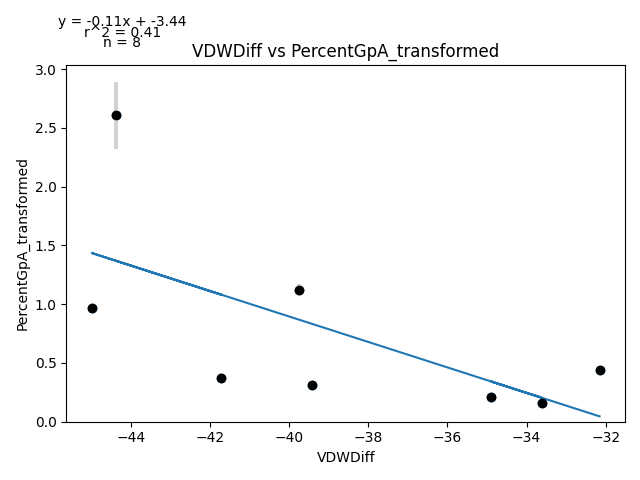 y = -0.11x + -3.44
r^2 = 0.41
n = 8
VDWDiff vs PercentGpA_transformed
3.0
2.5
2.0
1.5
1.0
0.5
0.0
PercentGpA_transformed
−44
−42
−40
−38
−36
−34
−32
VDWDiff